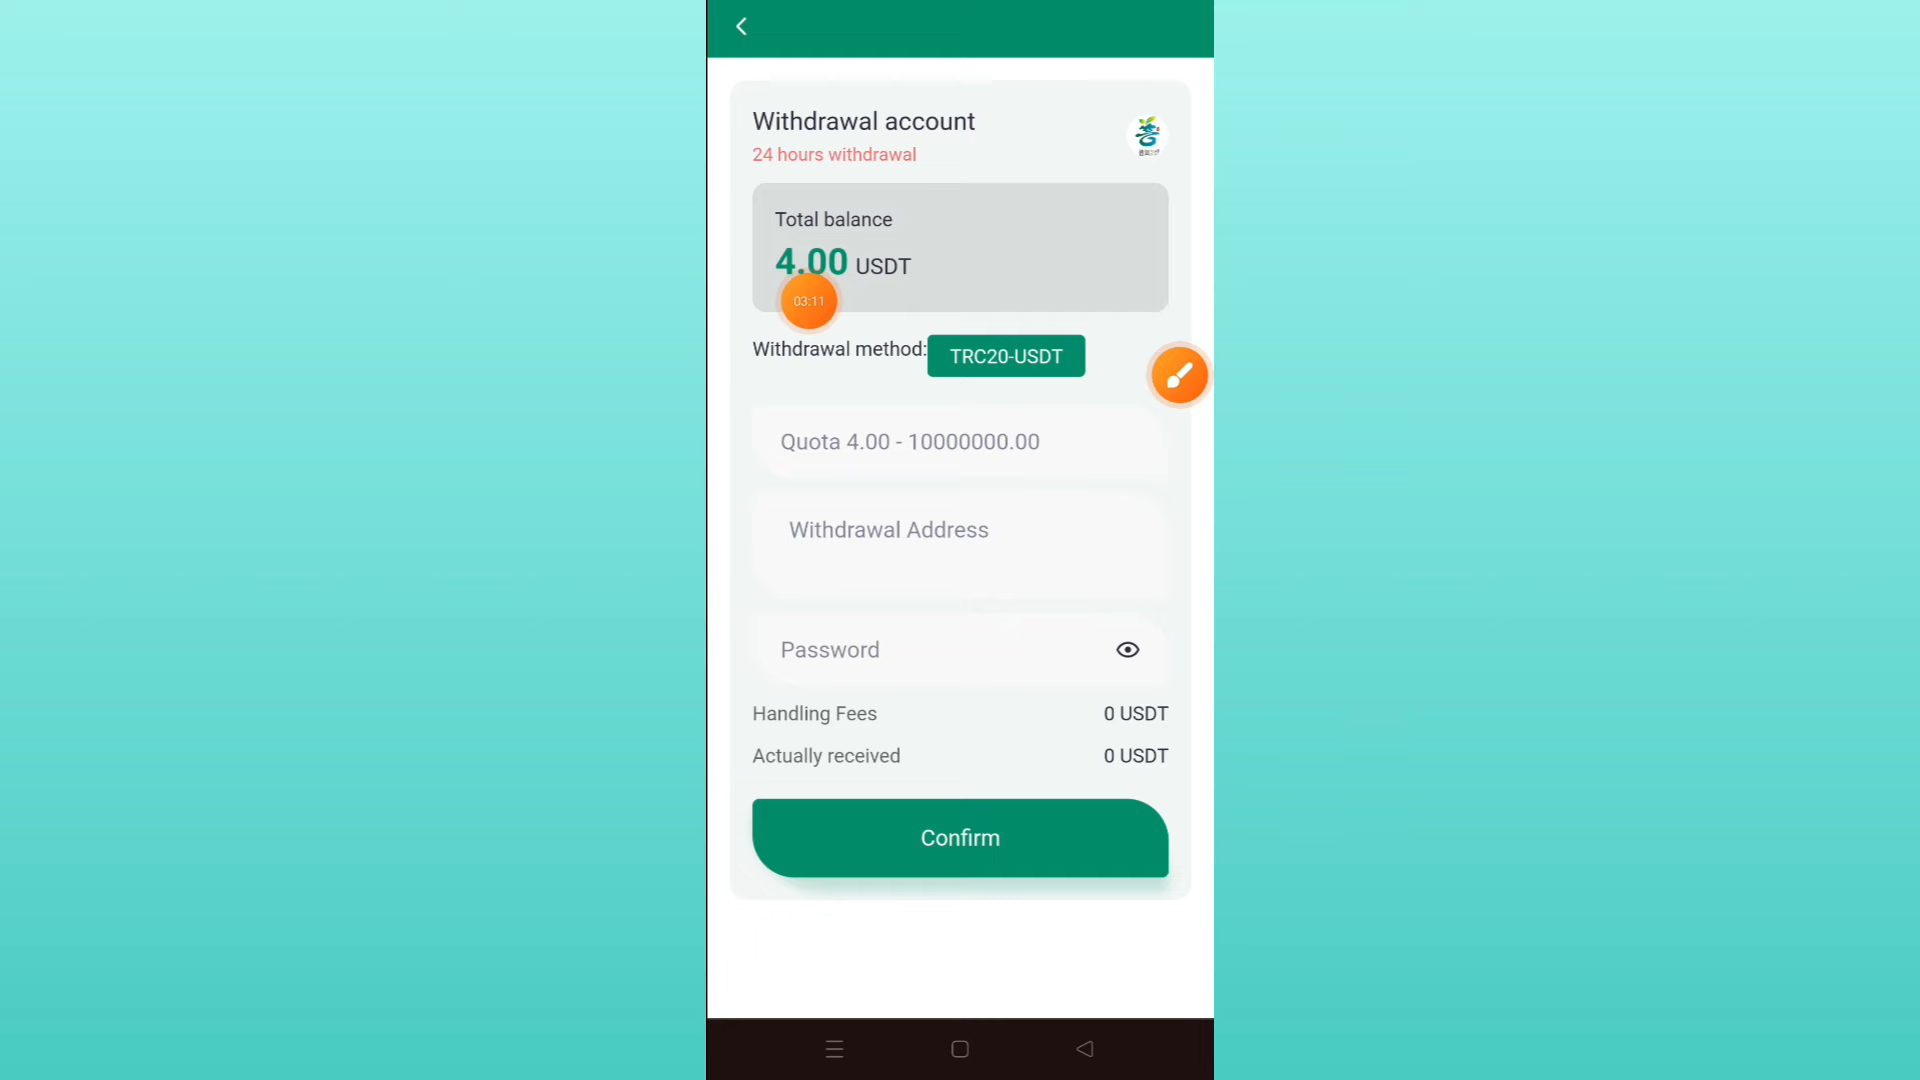 Withdrawal account
24 hours withdrawal
Total balance
4.00 USDT
03:11
Withdrawal method:
TRC20-USDT
Quota 4.00 - 10000000.00
Withdrawal Address
Password
Handling Fees 0 USDT
Actually received 0 USDT
Confirm